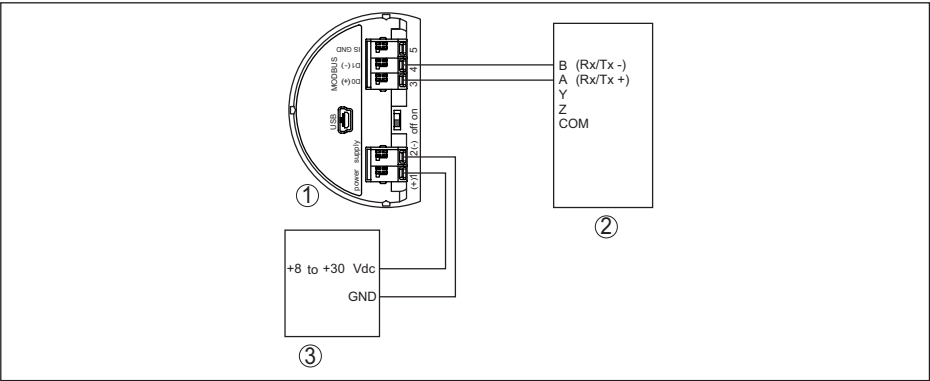 IS GND
D1 (-)
D0 (+)
MODBUS
USB
power supply
5
4
3
off on
2(-)
(+)1
1
B (Rx/Tx -)
A (Rx/Tx +)
Y
Z
COM
2
+8 to +30 Vdc
GND
3